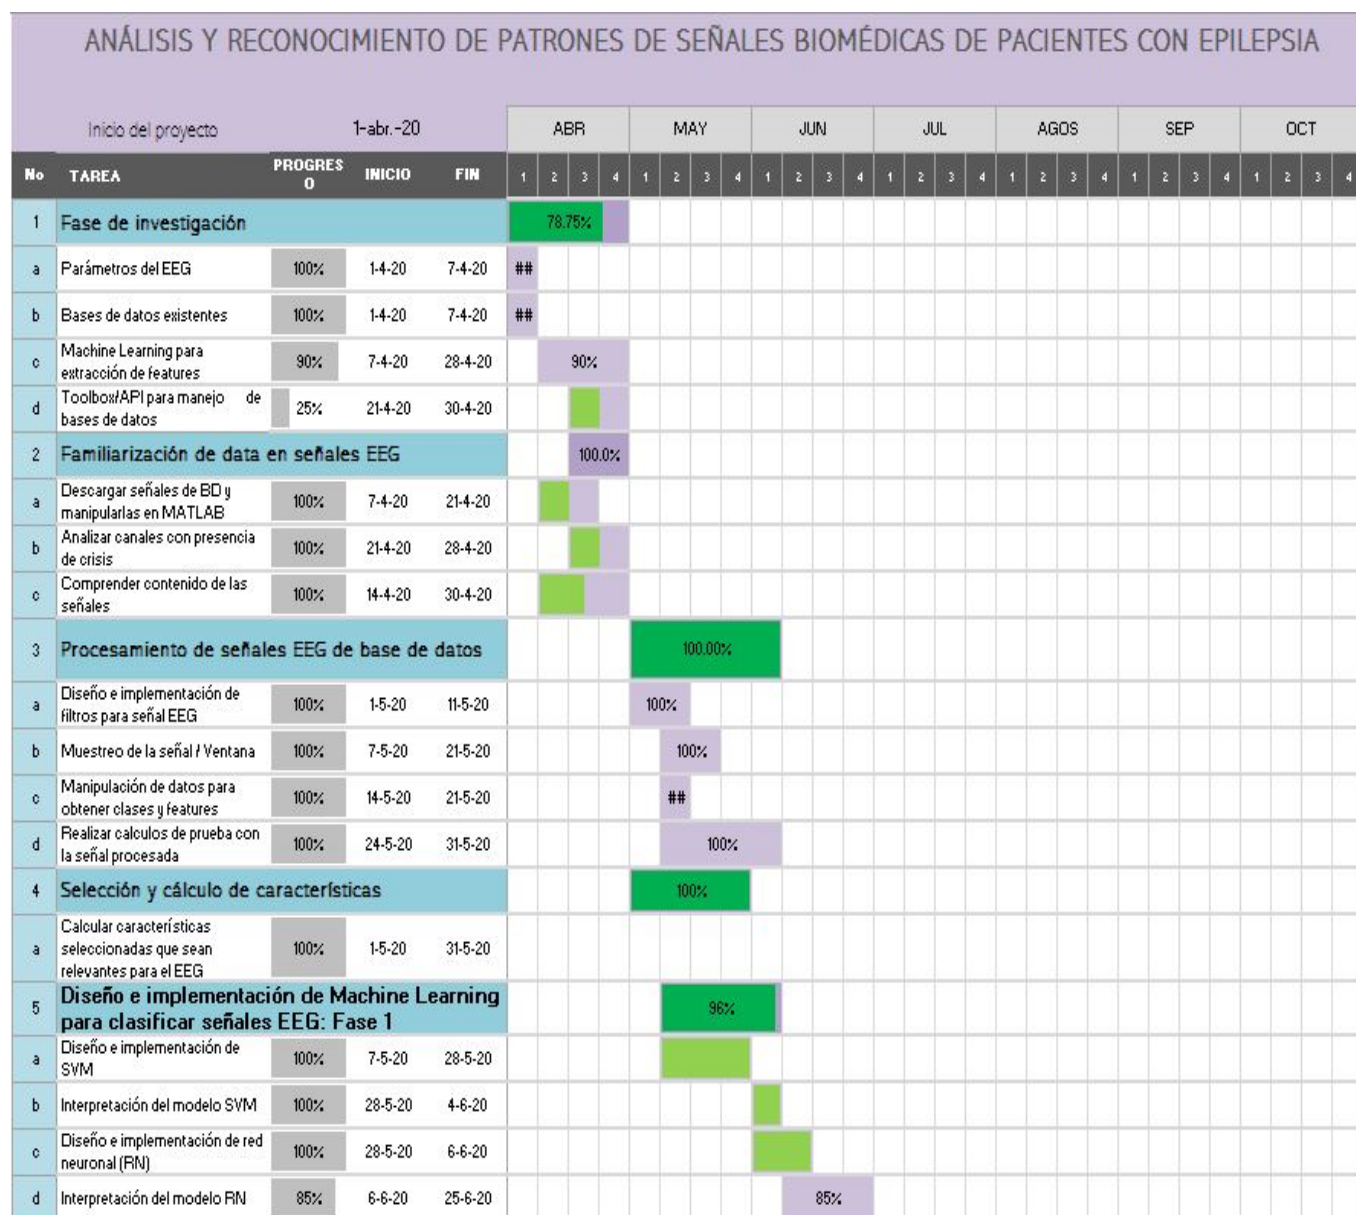 ANÁLISIS Y RECONOCIMIENTO DE PATRONES DE SEÑALES BIOMÉDICAS DE PACIENTES CON EPILEPSIA
Inicio del proyecto 1-abr.-20 ABR MAY JUN JUL AGOS SEP OCT
No TAREA PROGRES
O INICIO FIN 1 2 3 4 1 2 3 4 1 2 3 4 1 2 3 4 1 2 3 4 1 2 3 4 1 2 3 4
1 Fase de investigación 78.75%
a Parámetros del EEG 100% 1-4-20 7-4-20 ##
b Bases de datos existentes 100% 1-4-20 7-4-20 ##
c Machine Learning para
extracción de features 90% 7-4-20 28-4-20 90%
d Toolbox/API para manejo de
bases de datos 25% 21-4-20 30-4-20
2 Familiarización de data en señales EEG 100.0%
a Descargar señales de BD y
manipularlas en MATLAB 100% 7-4-20 21-4-20
b Analizar canales con presencia
de crisis 100% 21-4-20 28-4-20
c Comprender contenido de las
señales 100% 14-4-20 30-4-20
3 Procesamiento de señales EEG de base de datos 100.00%
a Diseño e implementación de
filtros para señal EEG 100% 1-5-20 11-5-20 100%
b Muestreo de la señal / Ventana 100% 7-5-20 21-5-20 100%
c Manipulación de datos para
obtener clases y features 100% 14-5-20 21-5-20 ##
d Realizar calculos de prueba con
la señal procesada 100% 24-5-20 31-5-20 100%
4 Selección y cálculo de características 100%
a Calcular características
seleccionadas que sean
relevantes para el EEG 100% 1-5-20 31-5-20
5 Diseño e implementación de Machine Learning
para clasificar señales EEG: Fase 1 96%
a Diseño e implementación de
SVM 100% 7-5-20 28-5-20
b Interpretación del modelo SVM 100% 28-5-20 4-6-20
c Diseño e implementación de red
neuronal (RN) 100% 28-5-20 6-6-20
d Interpretación del modelo RN 85% 6-6-20 25-6-20 85%